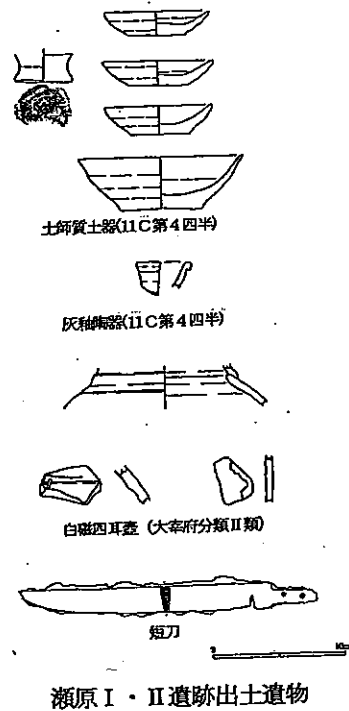 土師質土器(11C第4四半)
灰釉陶器(11C第4四半)
白磁四耳壺(大宰府分類Ⅱ類)
短刀
瀬原Ⅰ・Ⅱ遺跡出土遺物